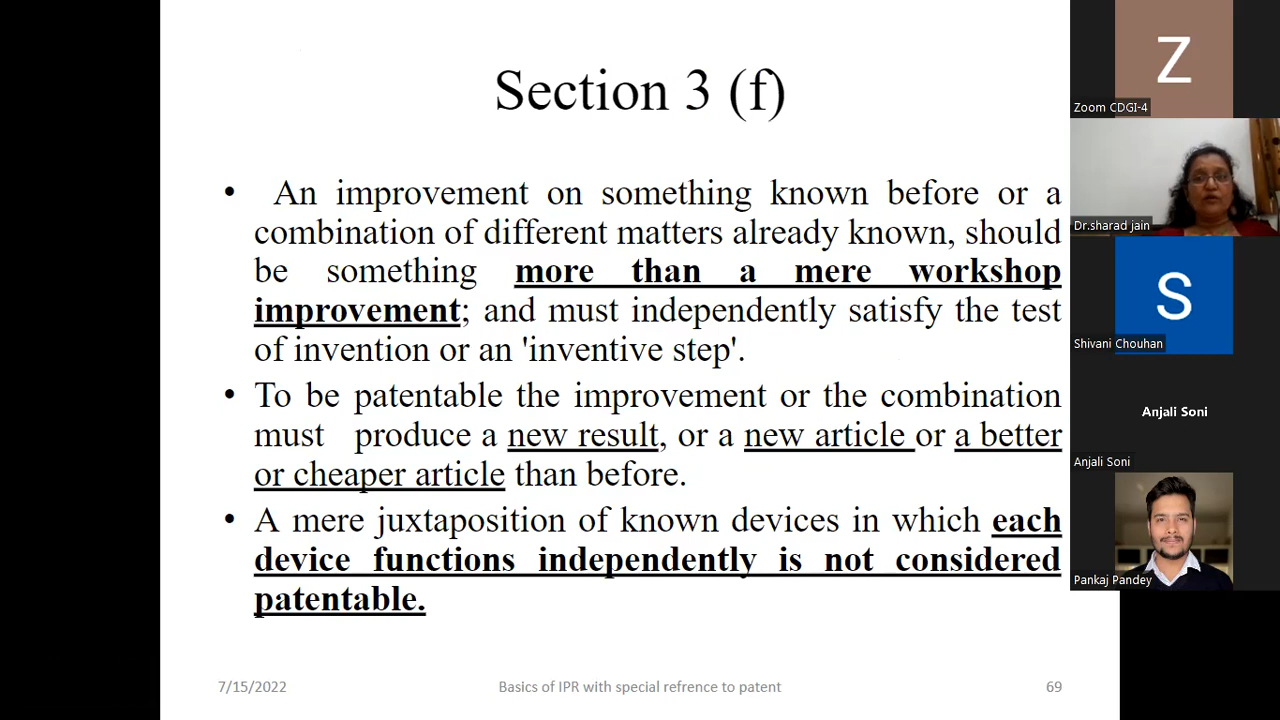 Section 3 (f)
• An improvement on something known before or a
combination of different matters already known, should
be something more than a mere workshop
improvement; and must independently satisfy the test
of invention or an 'inventive step'.
• To be patentable the improvement or the combination
must produce a new result, or a new article or a better
or cheaper article than before.
• A mere juxtaposition of known devices in which each
device functions independently is not considered
patentable.
7/15/2022
Basics of IPR with special refrence to patent
69
Z
Zoom CDGI-4
Dr.sharad jain
S
Shivani Chouhan
Anjali Soni
Anjali Soni
Pankaj Pandey